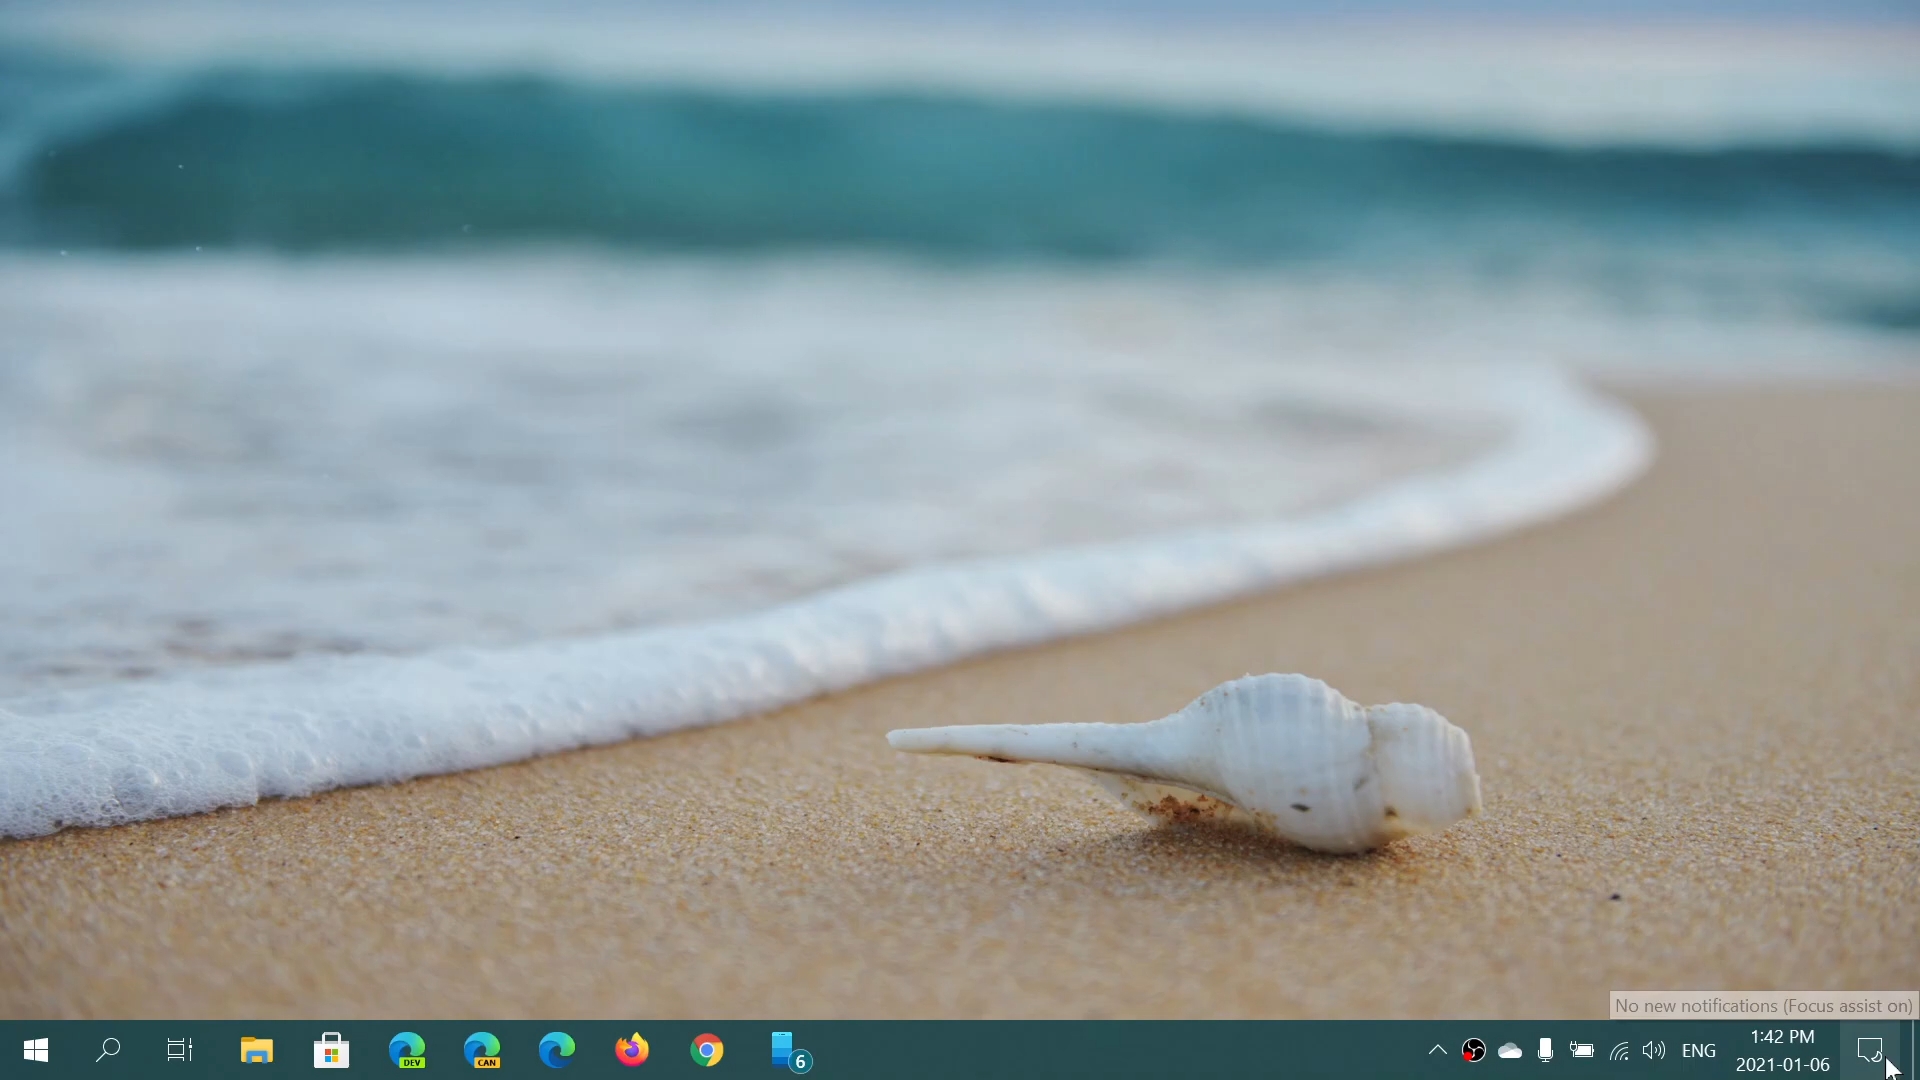 No new notifications (Focus assist on)
DEV
CAN
6
ENG
1:42 PM
2021-01-06